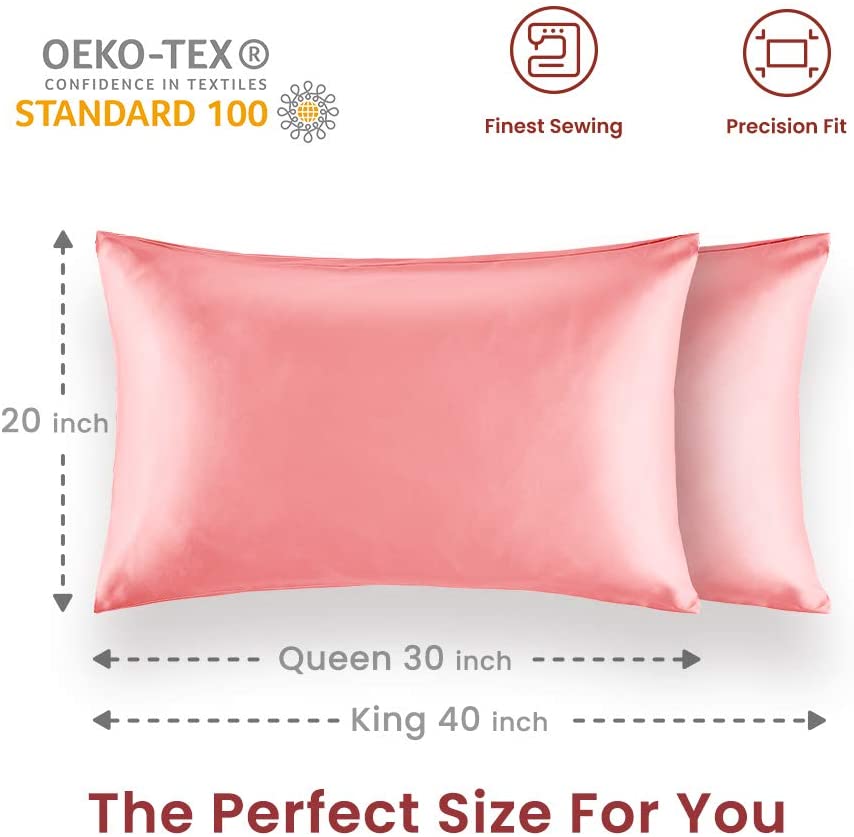 OEKO-TEX®
CONFIDENCE IN TEXTILES
STANDARD 100
Finest Sewing
Precision Fit
20 inch
Queen 30 inch
King 40 inch
The Perfect Size For You